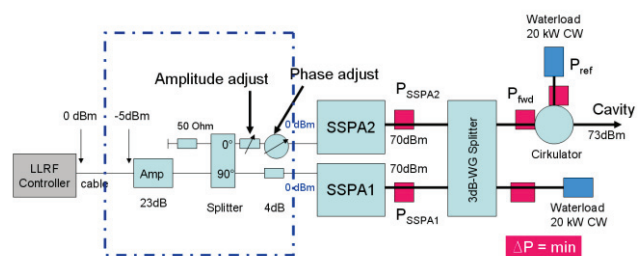 Waterload
20 kW CW
Amplitude adjust
Phase adjust
P_SSPA2
P_fwd
P_ref
Cavity
73dBm
0 dBm
-5dBm
50 Ohm
0°
0 dBm
SSPA2
70dBm
3dB-WG Splitter
Cirkulator
LLRF
Controller
cable
Amp
23dB
90°
Splitter
4dB
0 dBm
SSPA1
70dBm
P_SSPA1
Waterload
20 kW CW
ΔP = min